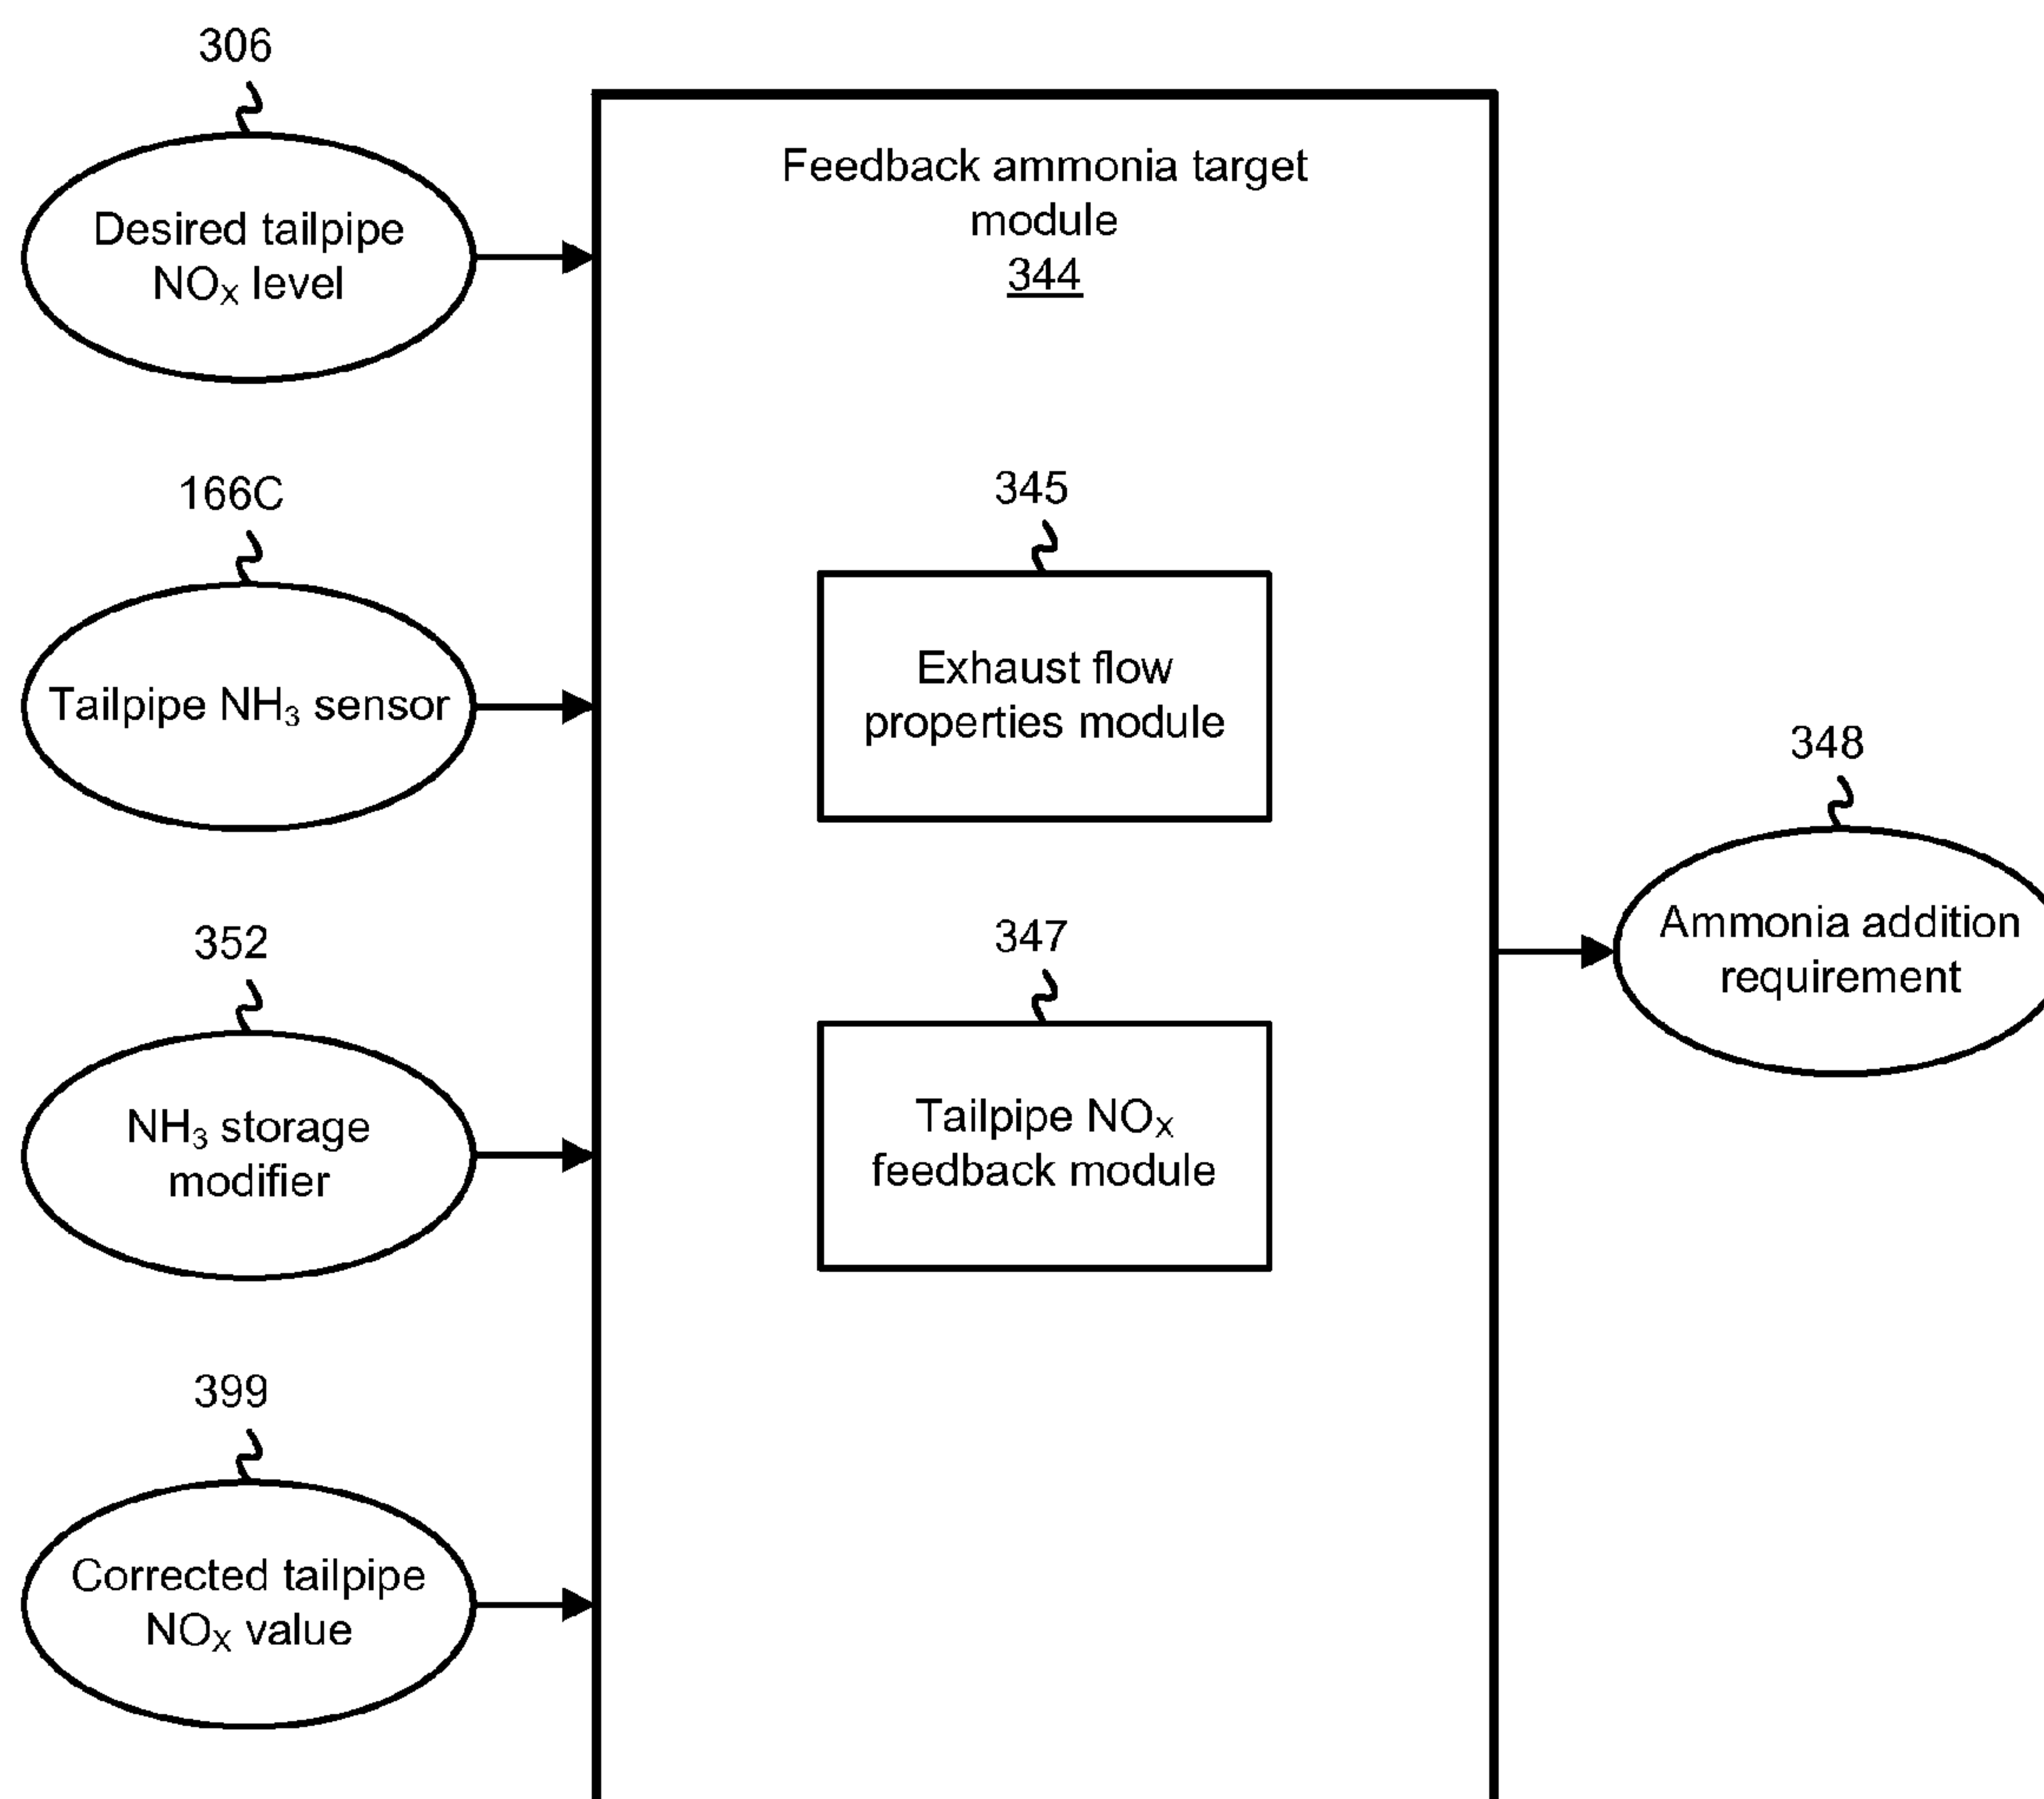 306
Desired tailpipe
NOX level
166C
Tailpipe NH3 sensor
352
NH3 storage
modifier
399
Corrected tailpipe
NOX value
Feedback ammonia target
module
344
345
Exhaust flow
properties module
347
Tailpipe NOX
feedback module
348
Ammonia addition
requirement